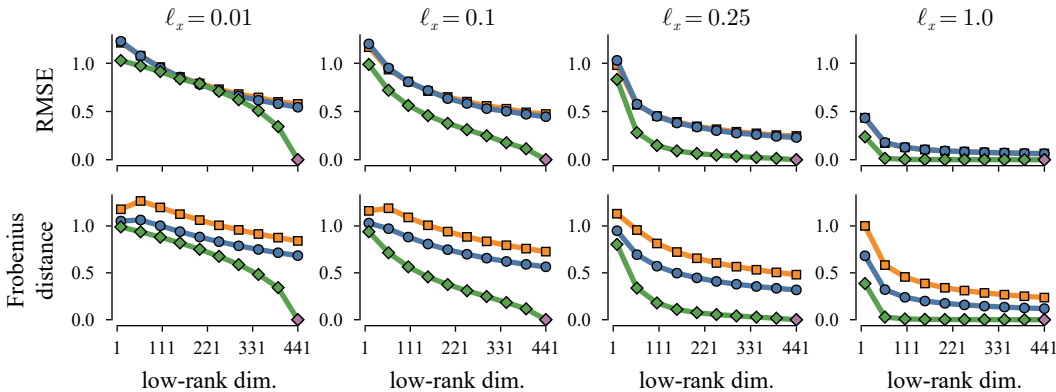 ℓx = 0.01 ℓx = 0.1 ℓx = 0.25 ℓx = 1.0
RMSE
1.0 1.0 1.0 1.0
0.5 0.5 0.5 0.5
0.0 0.0 0.0 0.0
Frobenius
distance
1.0 1.0 1.0 1.0
0.5 0.5 0.5 0.5
0.0 0.0 0.0 0.0
1 111 221 331 441 1 111 221 331 441 1 111 221 331 441 1 111 221 331 441
low-rank dim. low-rank dim. low-rank dim. low-rank dim.